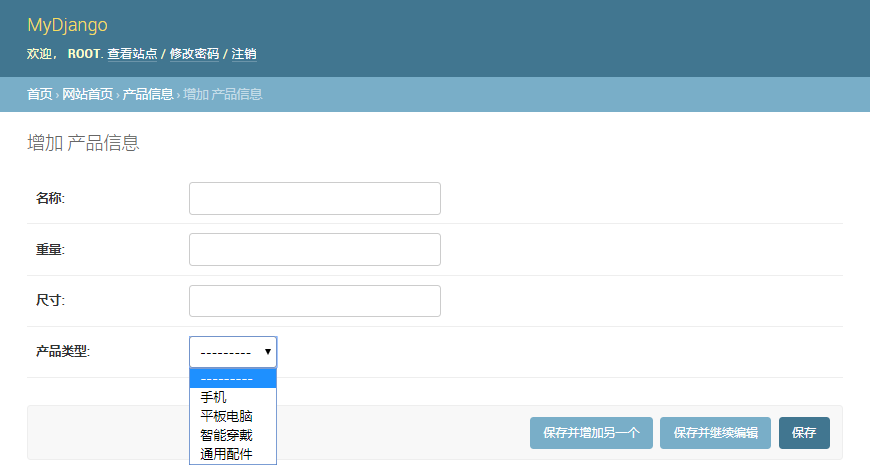 MyDjango
欢迎， ROOT. 查看站点 / 修改密码 / 注销
首页 › 网站首页 › 产品信息 › 增加 产品信息
增加 产品信息
名称:
重量:
尺寸:
产品类型:
---------
---------
手机
平板电脑
智能穿戴
通用配件
保存并增加另一个 保存并继续编辑 保存